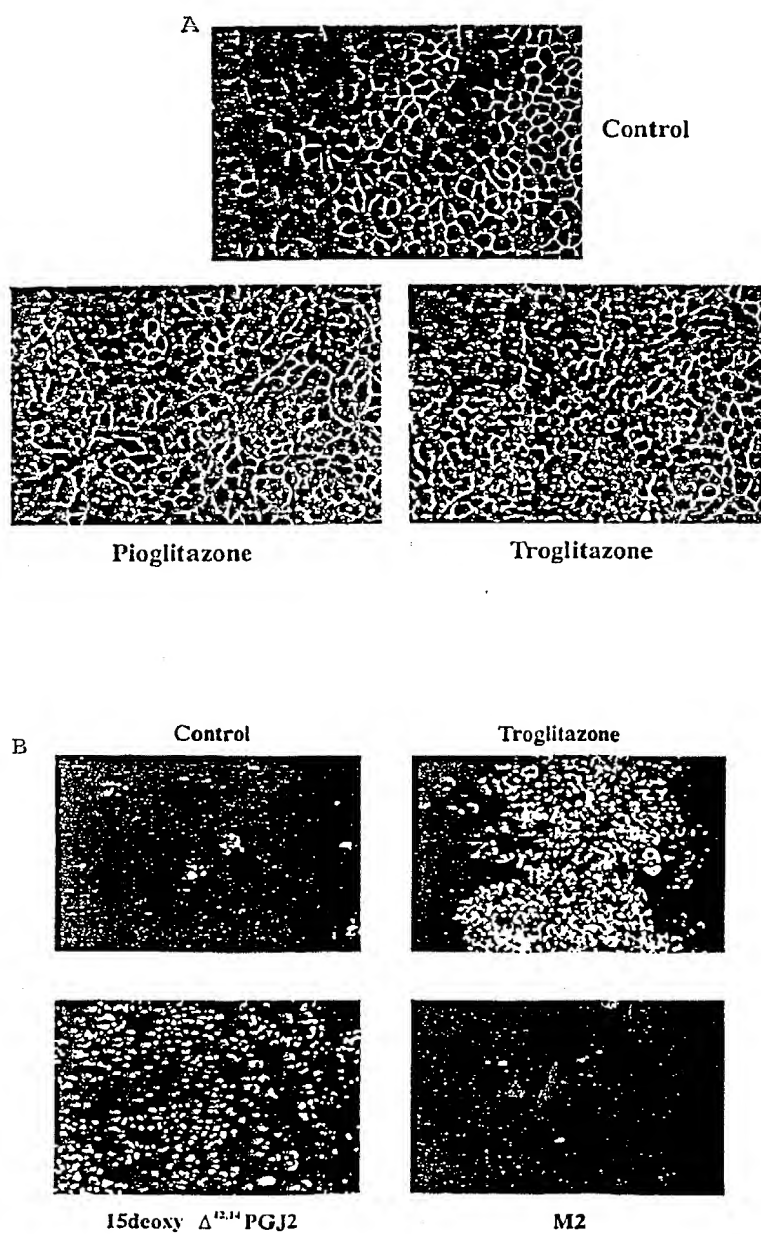 A
Control
Pioglitazone
Troglitazone
B
Control
Troglitazone
15deoxy Δ¹²,¹⁴ PGJ2
M2